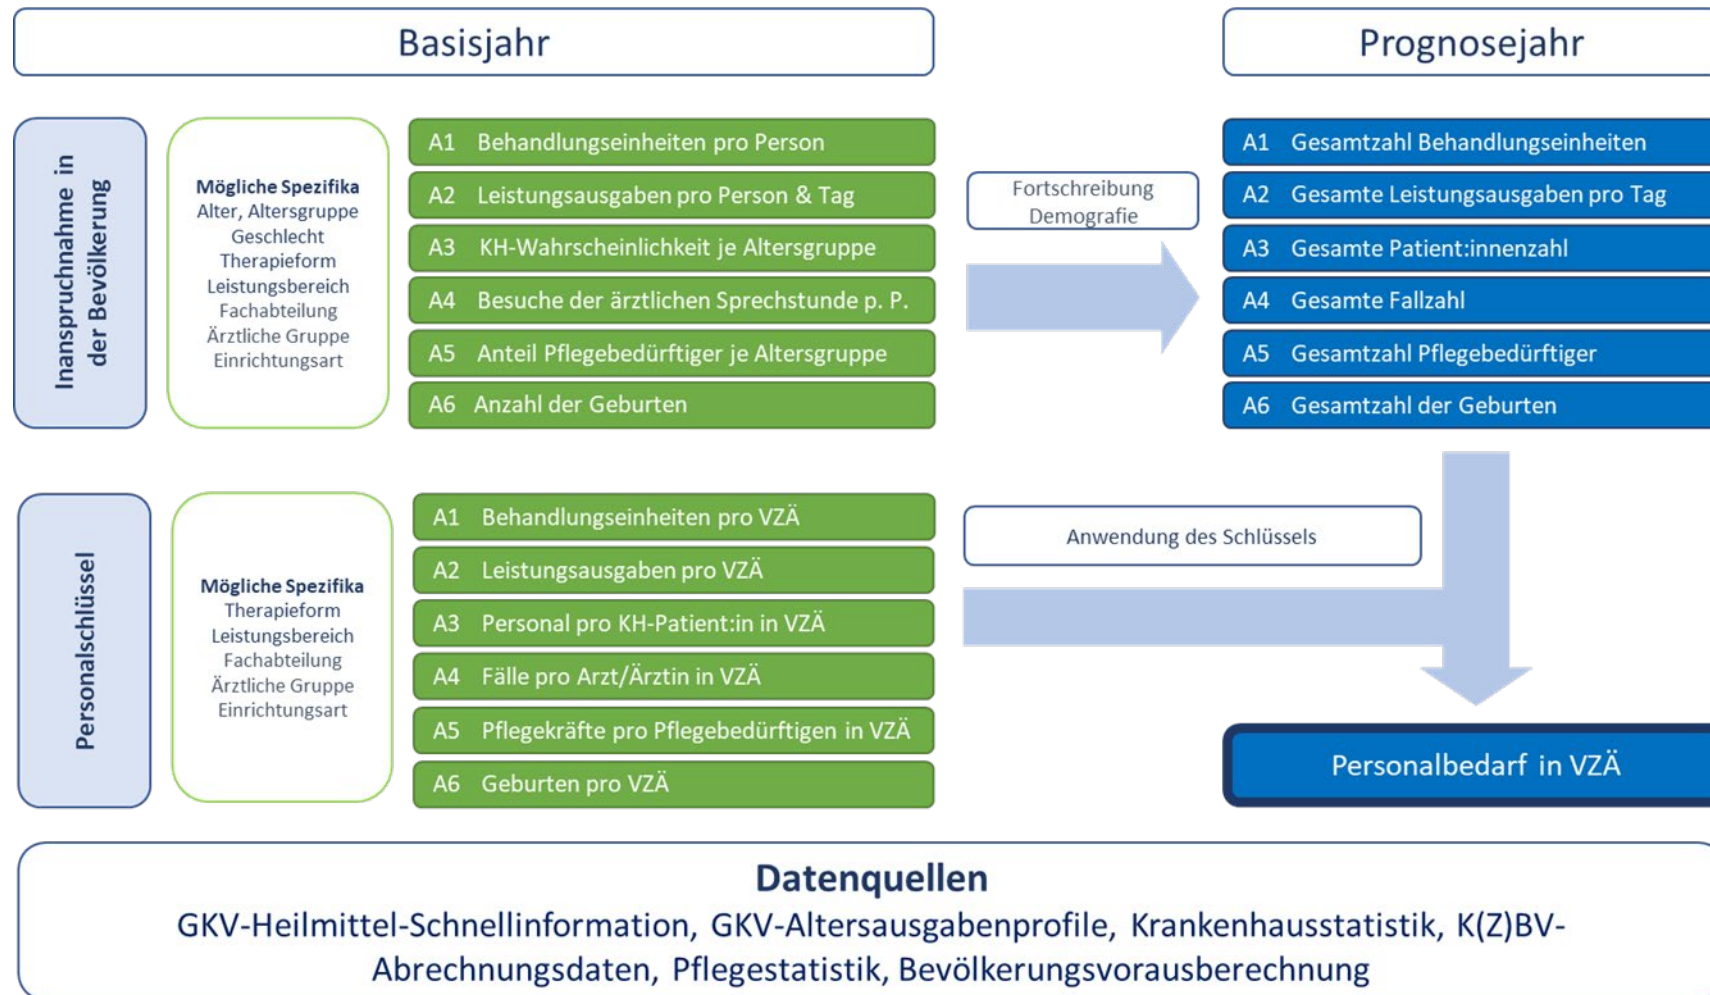 Basisjahr
Prognosejahr
Inanspruchnahme in
der Bevölkerung
Mögliche Spezifika
Alter, Altersgruppe
Geschlecht
Therapieform
Leistungsbereich
Fachabteilung
Ärztliche Gruppe
Einrichtungsart
A1 Behandlungseinheiten pro Person
A2 Leistungsausgaben pro Person & Tag
A3 KH-Wahrscheinlichkeit je Altersgruppe
A4 Besuche der ärztlichen Sprechstunde p. P.
A5 Anteil Pflegebedürftiger je Altersgruppe
A6 Anzahl der Geburten
Fortschreibung
Demografie
A1 Gesamtzahl Behandlungseinheiten
A2 Gesamte Leistungsausgaben pro Tag
A3 Gesamte Patient:innenzahl
A4 Gesamte Fallzahl
A5 Gesamtzahl Pflegebedürftiger
A6 Gesamtzahl der Geburten
Personalschlüssel
Mögliche Spezifika
Therapieform
Leistungsbereich
Fachabteilung
Ärztliche Gruppe
Einrichtungsart
A1 Behandlungseinheiten pro VZÄ
A2 Leistungsausgaben pro VZÄ
A3 Personal pro KH-Patient:in in VZÄ
A4 Fälle pro Arzt/Ärztin in VZÄ
A5 Pflegekräfte pro Pflegebedürftigen in VZÄ
A6 Geburten pro VZÄ
Anwendung des Schlüssels
Personalbedarf in VZÄ
Datenquellen
GKV-Heilmittel-Schnellinformation, GKV-Altersausgabenprofile, Krankenhausstatistik, K(Z)BV-
Abrechnungsdaten, Pflegestatistik, Bevölkerungsvorausberechnung